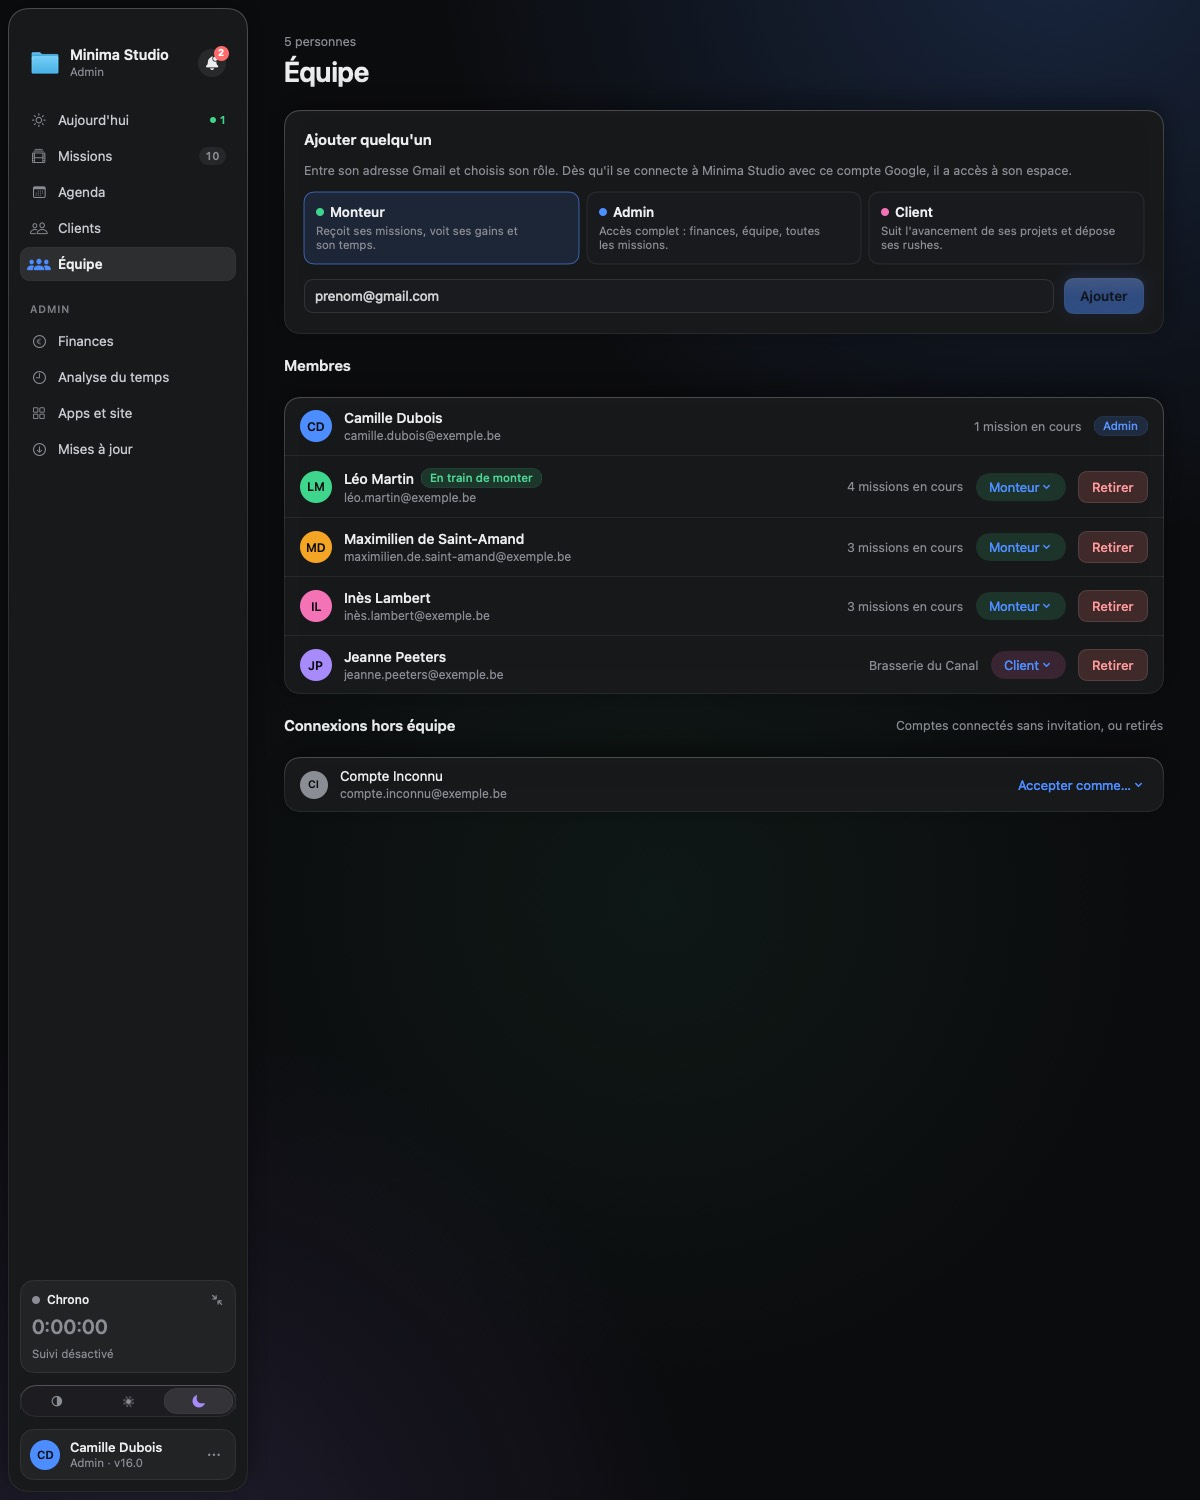 Minima Studio
Admin
2
Aujourd'hui
1
Missions
10
Agenda
Clients
Équipe
ADMIN
Finances
Analyse du temps
Apps et site
Mises à jour
Chrono
0:00:00
Suivi désactivé
CD
Camille Dubois
Admin · v16.0
5 personnes
Équipe
Ajouter quelqu'un
Entre son adresse Gmail et choisis son rôle. Dès qu'il se connecte à Minima Studio avec ce compte Google, il a accès à son espace.
Monteur
Reçoit ses missions, voit ses gains et
son temps.
Admin
Accès complet : finances, équipe, toutes
les missions.
Client
Suit l'avancement de ses projets et dépose
ses rushes.
prenom@gmail.com
Ajouter
Membres
CD
Camille Dubois
camille.dubois@exemple.be
1 mission en cours
Admin
LM
Léo Martin
En train de monter
léo.martin@exemple.be
4 missions en cours
Monteur
Retirer
MD
Maximilien de Saint-Amand
maximilien.de.saint-amand@exemple.be
3 missions en cours
Monteur
Retirer
IL
Inès Lambert
inès.lambert@exemple.be
3 missions en cours
Monteur
Retirer
JP
Jeanne Peeters
jeanne.peeters@exemple.be
Brasserie du Canal
Client
Retirer
Connexions hors équipe
Comptes connectés sans invitation, ou retirés
CI
Compte Inconnu
compte.inconnu@exemple.be
Accepter comme...